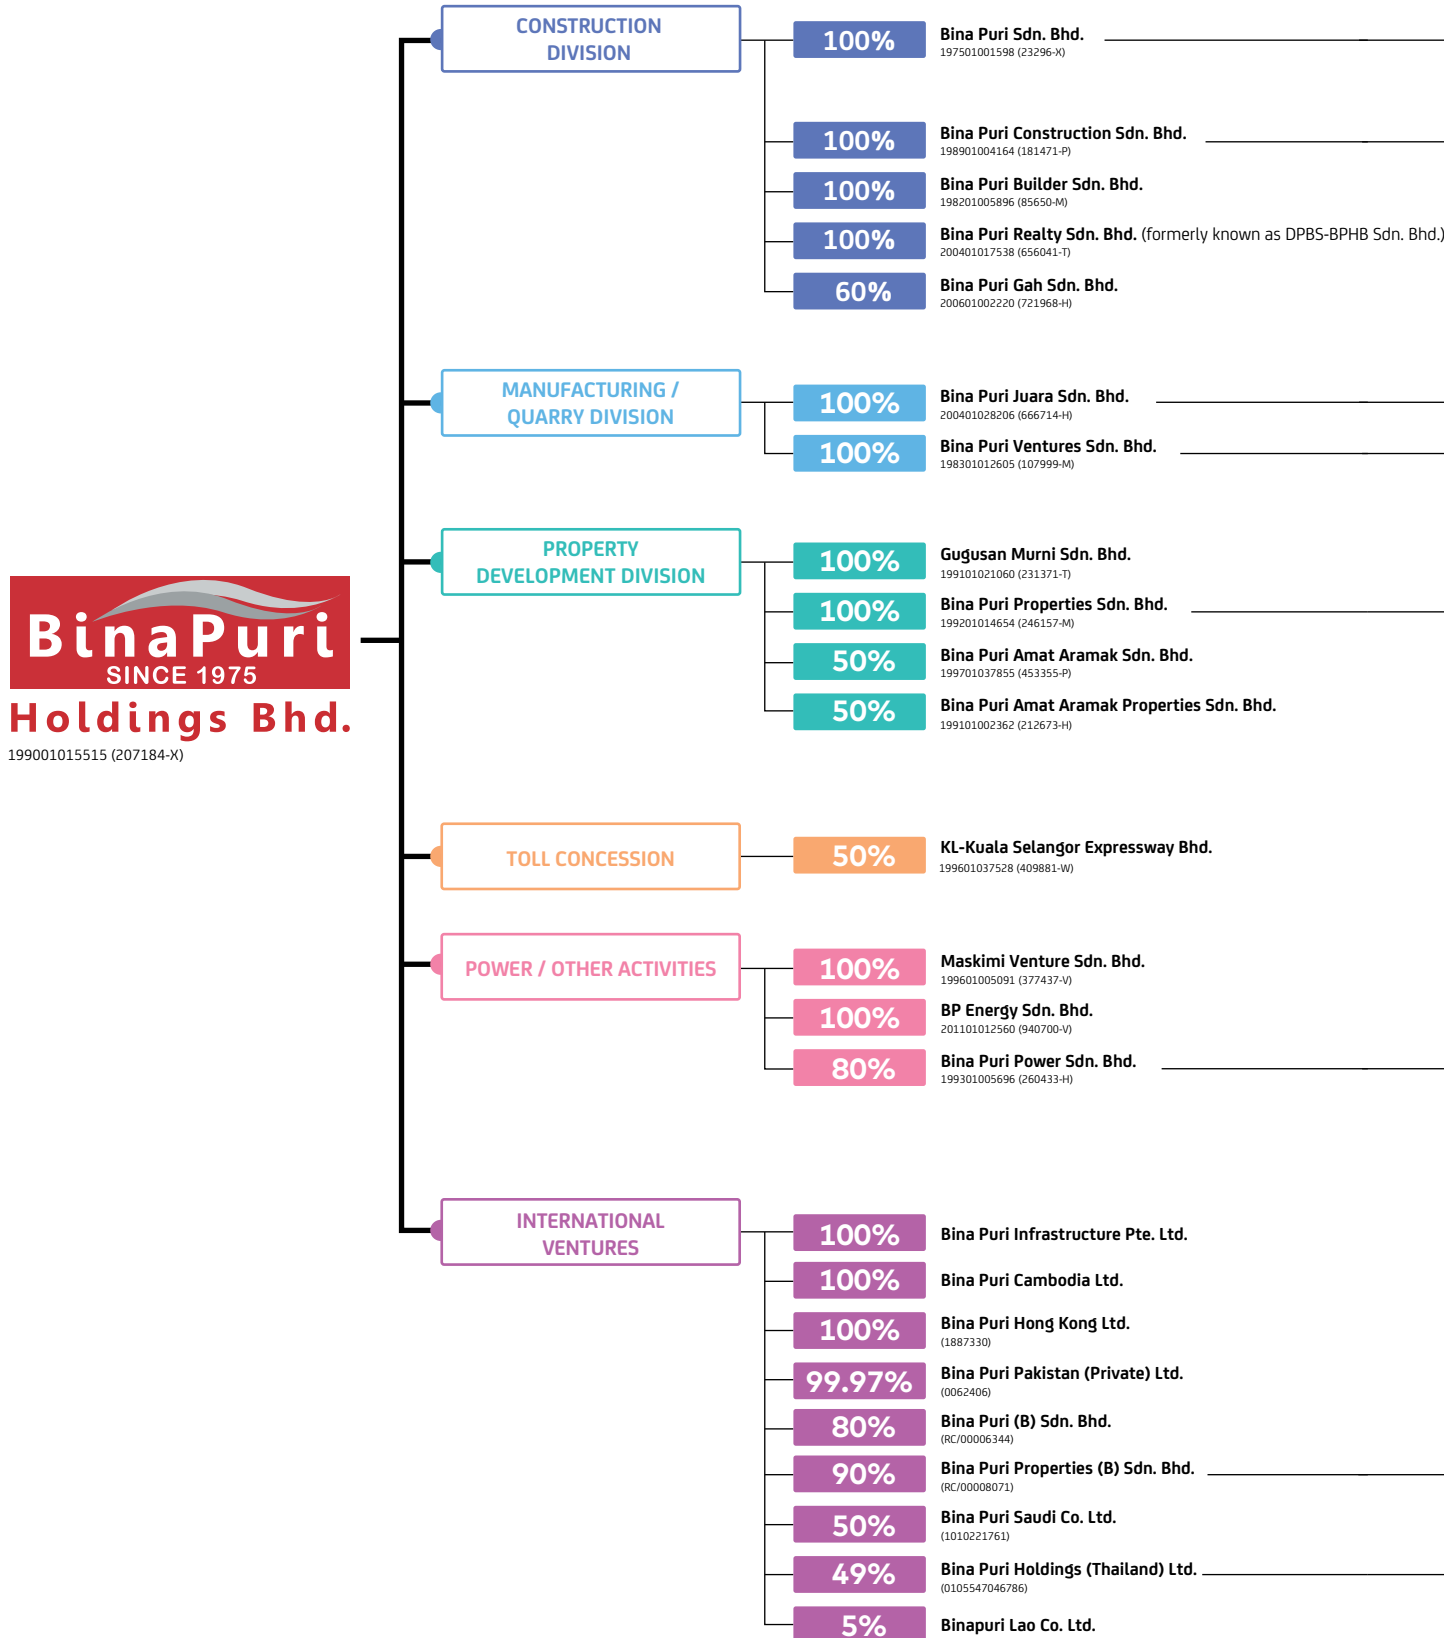 BinaPuri
SINCE 1975
Holdings Bhd.
199001015515 (207184-X)
CONSTRUCTION
DIVISION
100%
Bina Puri Sdn. Bhd.
197501001598 (23296-X)
100%
Bina Puri Construction Sdn. Bhd.
198901004164 (181471-P)
100%
Bina Puri Builder Sdn. Bhd.
198201005896 (85650-M)
100%
Bina Puri Realty Sdn. Bhd. (formerly known as DPBS-BPHB Sdn. Bhd.)
200401017538 (656041-T)
60%
Bina Puri Gah Sdn. Bhd.
200601002220 (721968-H)
MANUFACTURING /
QUARRY DIVISION
100%
Bina Puri Juara Sdn. Bhd.
200401028206 (666714-H)
100%
Bina Puri Ventures Sdn. Bhd.
198301012605 (107999-M)
PROPERTY
DEVELOPMENT DIVISION
100%
Gugusan Murni Sdn. Bhd.
199101021060 (231371-T)
100%
Bina Puri Properties Sdn. Bhd.
199201014654 (246157-M)
50%
Bina Puri Amat Aramak Sdn. Bhd.
199701037855 (453355-P)
50%
Bina Puri Amat Aramak Properties Sdn. Bhd.
199101002362 (212673-H)
TOLL CONCESSION
50%
KL-Kuala Selangor Expressway Bhd.
199601037528 (409881-W)
POWER / OTHER ACTIVITIES
100%
Maskimi Venture Sdn. Bhd.
199601005091 (377437-V)
100%
BP Energy Sdn. Bhd.
201101012560 (940700-V)
80%
Bina Puri Power Sdn. Bhd.
199301005696 (260433-H)
INTERNATIONAL
VENTURES
100%
Bina Puri Infrastructure Pte. Ltd.
100%
Bina Puri Cambodia Ltd.
100%
Bina Puri Hong Kong Ltd.
(1887330)
99.97%
Bina Puri Pakistan (Private) Ltd.
(0062406)
80%
Bina Puri (B) Sdn. Bhd.
(RC/00006344)
90%
Bina Puri Properties (B) Sdn. Bhd.
(RC/00008071)
50%
Bina Puri Saudi Co. Ltd.
(1010221761)
49%
Bina Puri Holdings (Thailand) Ltd.
(0105547046786)
5%
Binapuri Lao Co. Ltd.